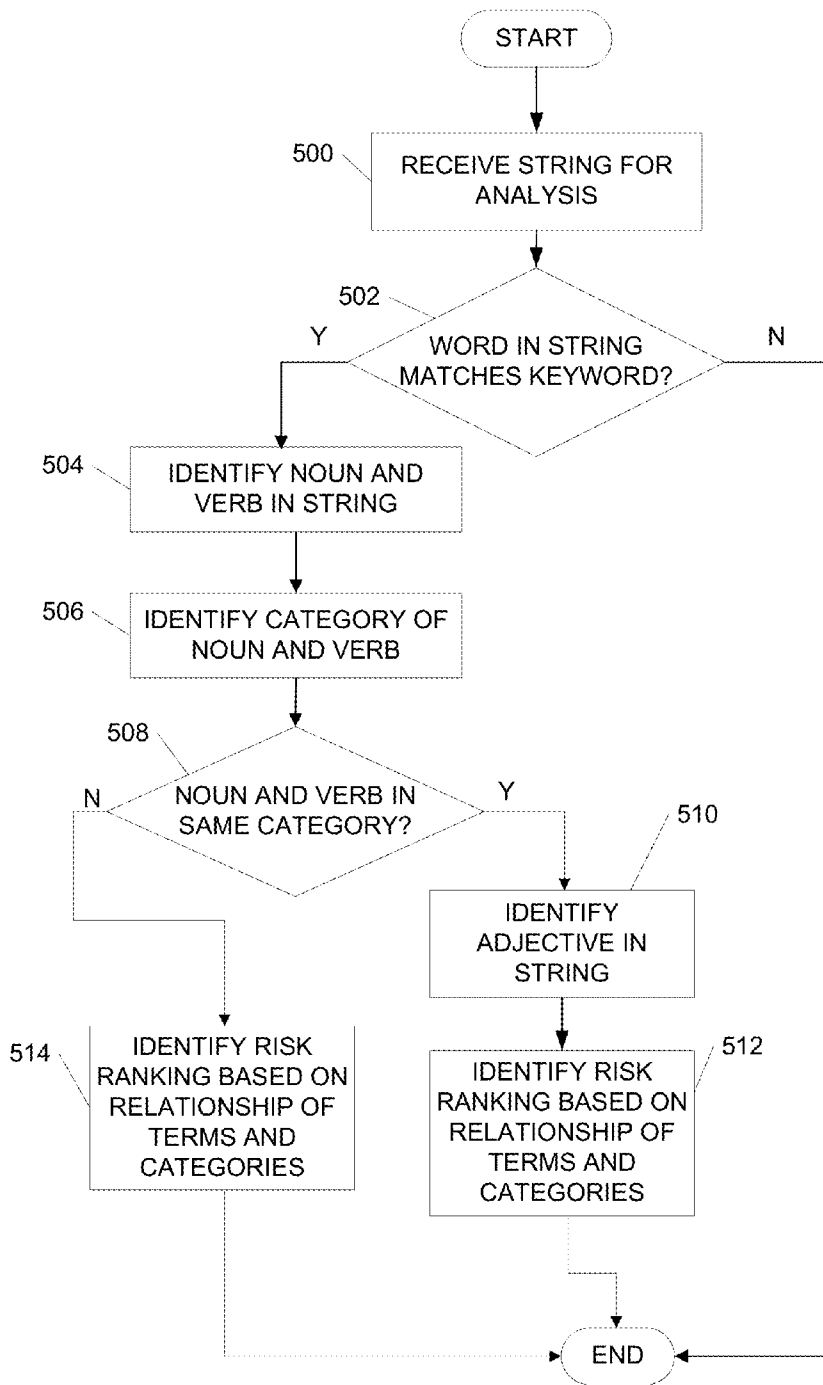 START
500
RECEIVE STRING FOR
ANALYSIS
502
Y
N
WORD IN STRING
MATCHES KEYWORD?
504
IDENTIFY NOUN AND
VERB IN STRING
506
IDENTIFY CATEGORY OF
NOUN AND VERB
508
N
Y
NOUN AND VERB IN
SAME CATEGORY?
510
IDENTIFY
ADJECTIVE IN
STRING
514
IDENTIFY RISK
RANKING BASED ON
RELATIONSHIP OF
TERMS AND
CATEGORIES
512
IDENTIFY RISK
RANKING BASED ON
RELATIONSHIP OF
TERMS AND
CATEGORIES
END